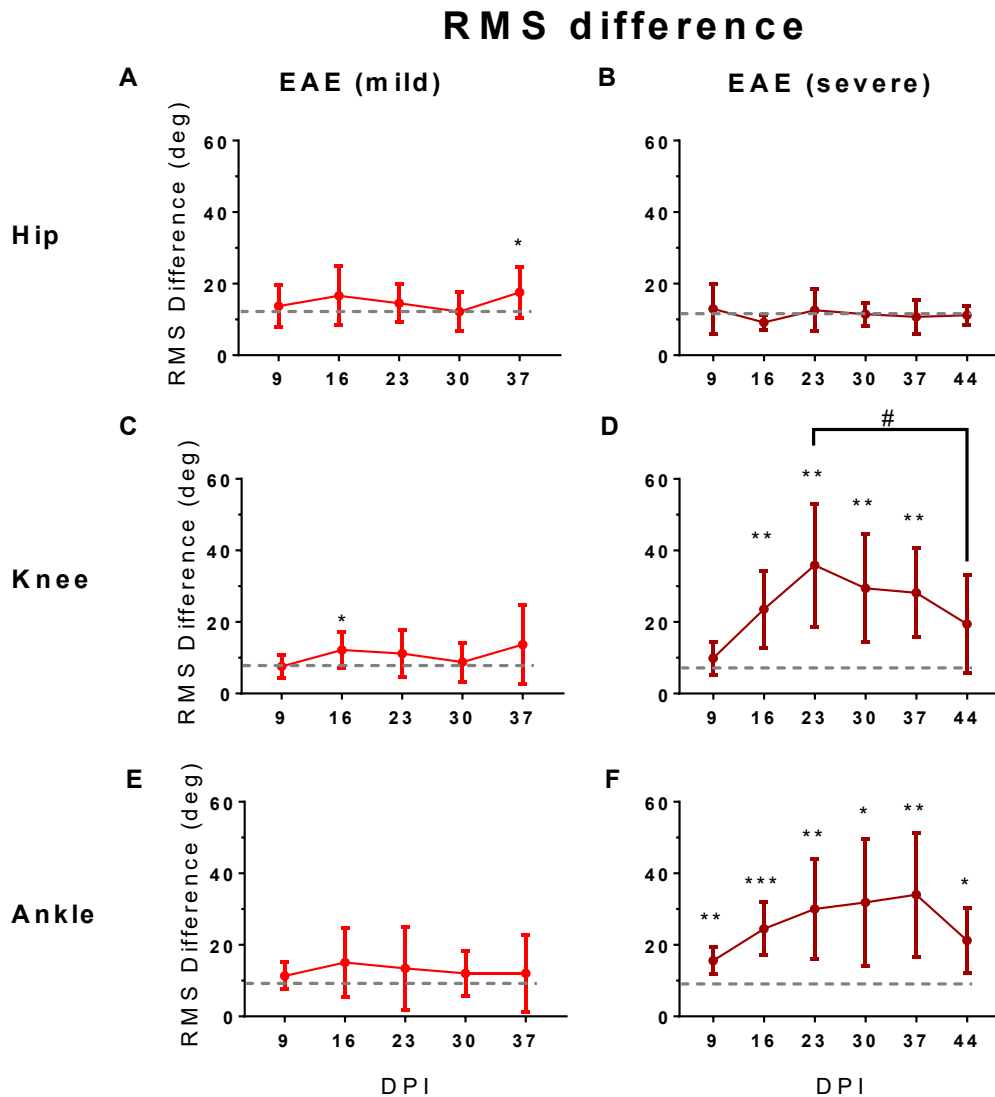 RMS difference
A
EAE (mild)
B
EAE (severe)
Hip
RMS Difference (deg)
60
40
20
0
*
9 16 23 30 37
60
40
20
0
9 16 23 30 37 44
C
D
#
Knee
RMS Difference (deg)
60
40
20
0
*
9 16 23 30 37
60
40
20
0
** ** ** **
9 16 23 30 37 44
E
F
Ankle
RMS Difference (deg)
60
40
20
0
9 16 23 30 37
DPI
60
40
20
0
** *** ** * ** *
9 16 23 30 37 44
DPI